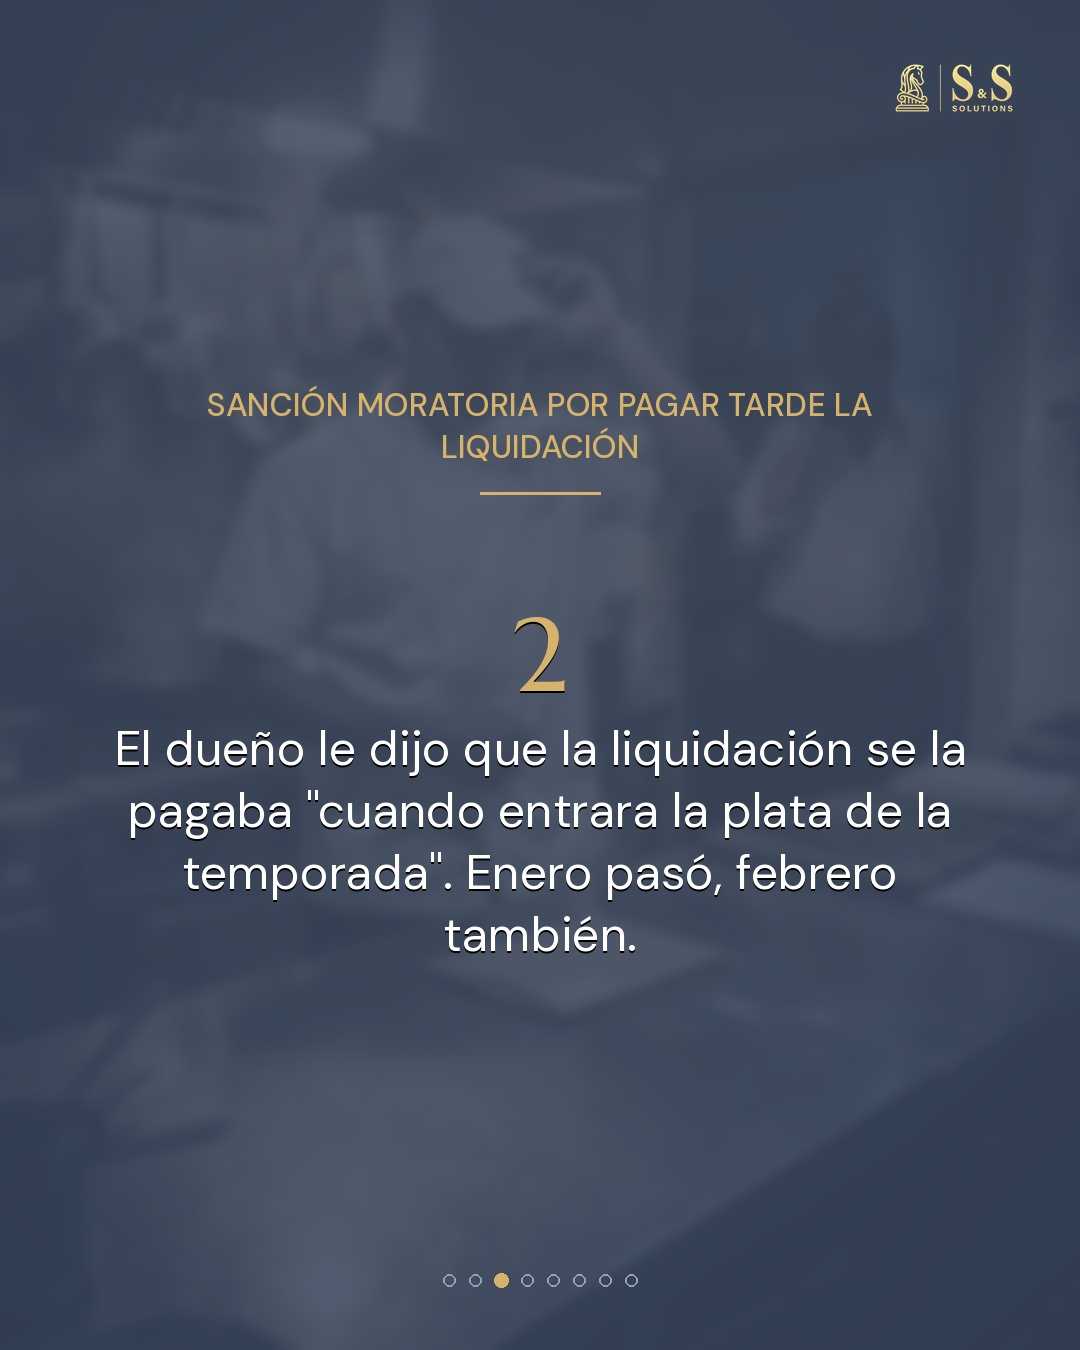 S&S
SOLUTIONS
SANCIÓN MORATORIA POR PAGAR TARDE LA
LIQUIDACIÓN
2
El dueño le dijo que la liquidación se la
pagaba "cuando entrara la plata de la
temporada". Enero pasó, febrero
también.